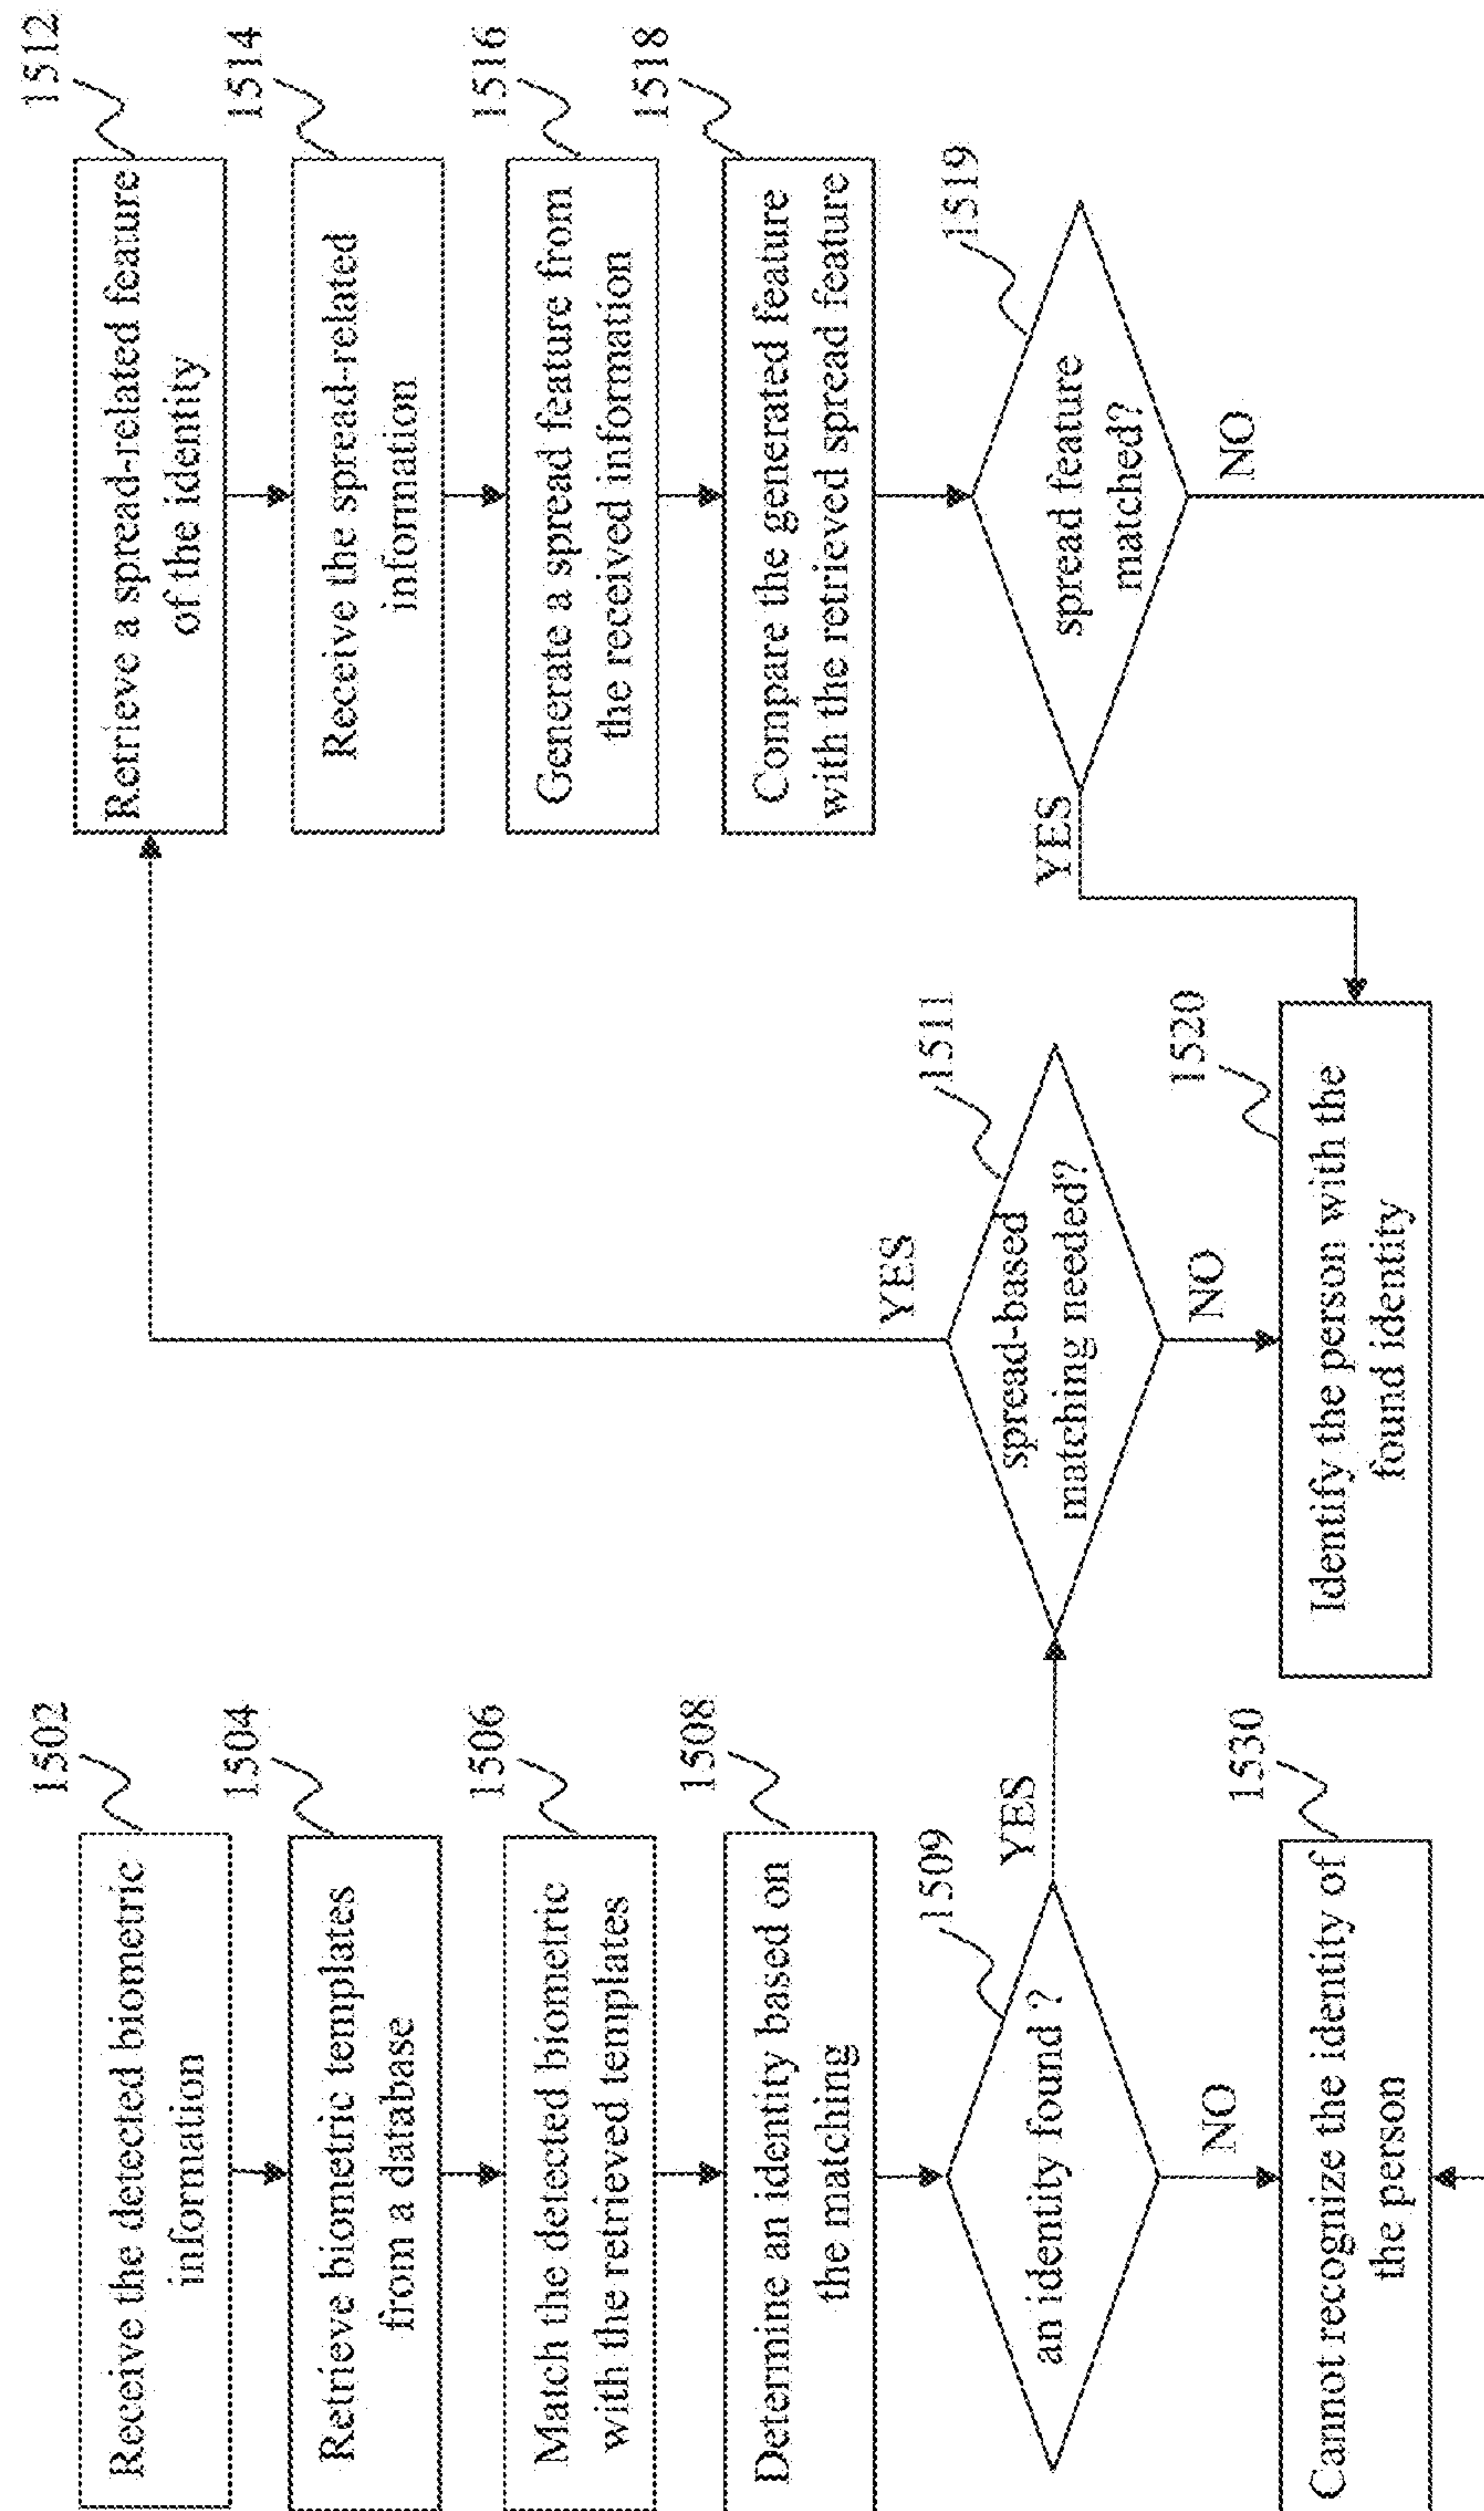 1502
Receive the detected biometric
information
1504
Retrieve biometric templates
from a database
1506
Match the detected biometric
with the retrieved templates
1508
Determine an identity based on
the matching
1509
an identity found ?
YES
NO
1530
Cannot recognize the identity of
the person
1511
spread-based
matching needed?
YES
NO
1520
Identify the person with the
found identity
1512
Retrieve a spread-related feature
of the identity
1514
Receive the spread-related
information
1516
Generate a spread feature from
the received information
1518
Compare the generated feature
with the retrieved spread feature
1519
spread feature
matched?
YES
NO